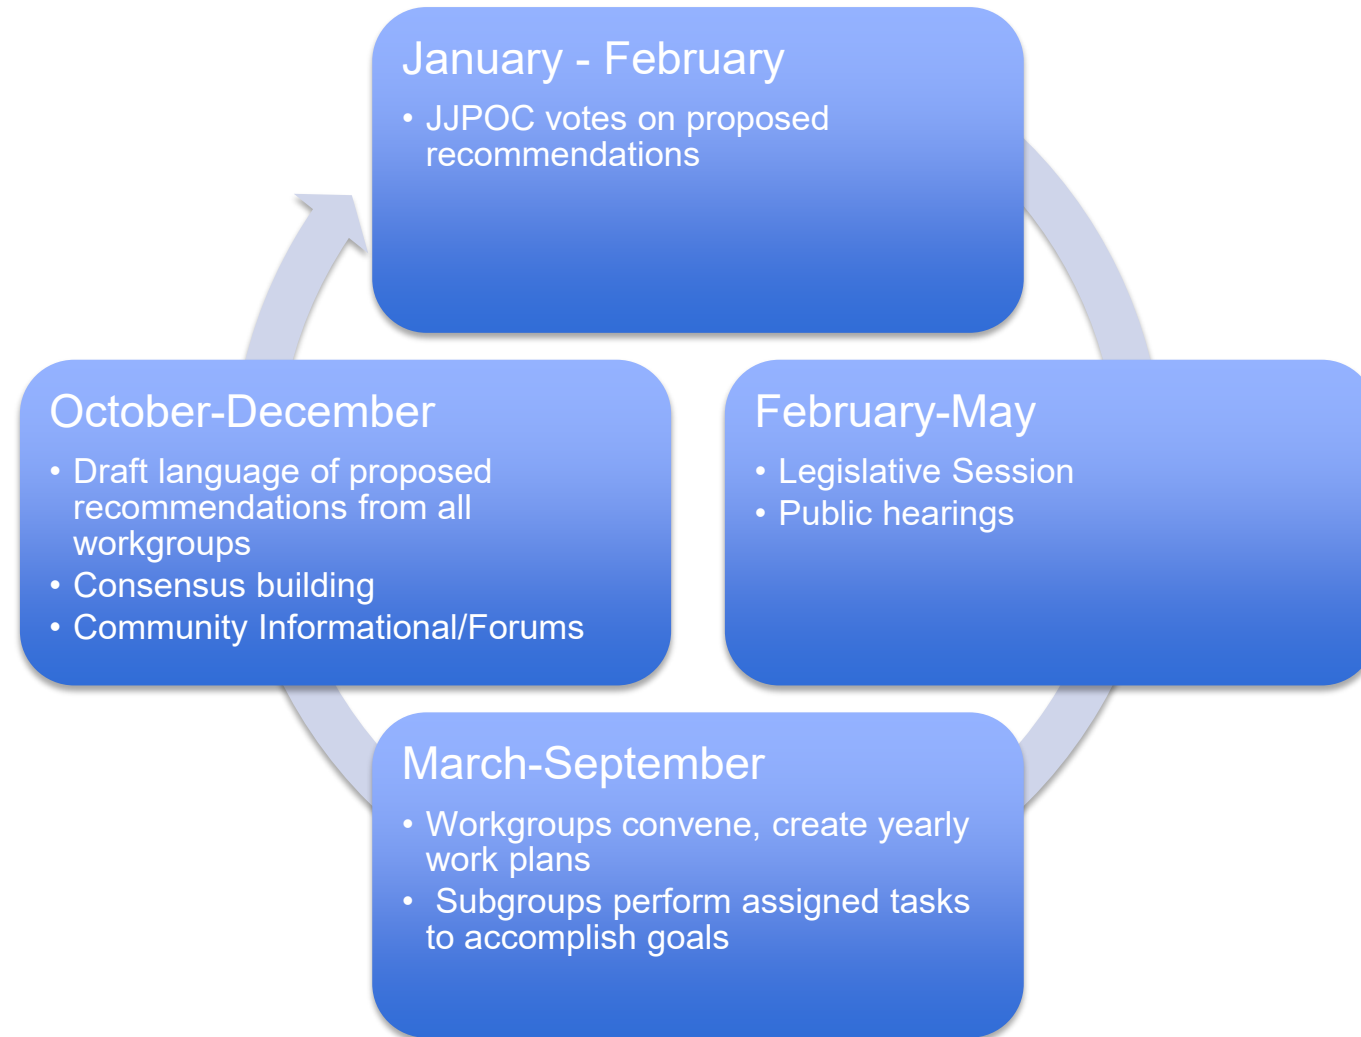 January - February
• JJPOC votes on proposed
recommendations
February-May
• Legislative Session
• Public hearings
March-September
• Workgroups convene, create yearly
work plans
• Subgroups perform assigned tasks
to accomplish goals
October-December
• Draft language of proposed
recommendations from all
workgroups
• Consensus building
• Community Informational/Forums